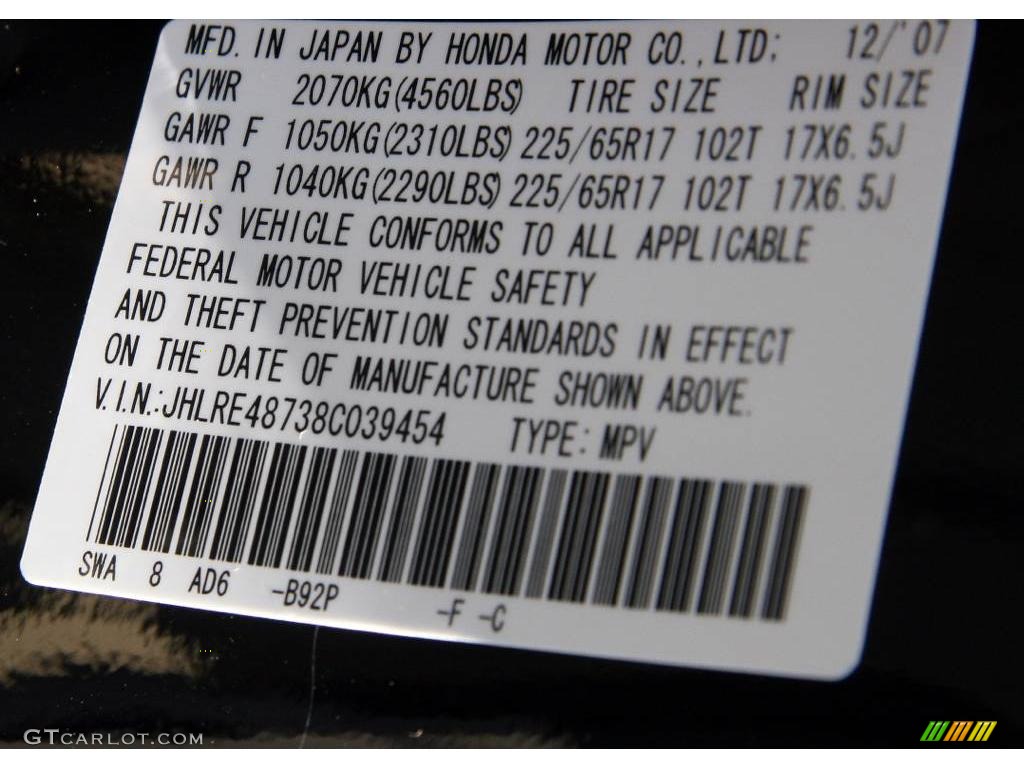 MFD. IN JAPAN BY HONDA MOTOR CO., LTD; 12/'07
GVWR 2070KG(4560LBS) TIRE SIZE RIM SIZE
GAWR F 1050KG(2310LBS) 225/65R17 102T 17X6.5J
GAWR R 1040KG(2290LBS) 225/65R17 102T 17X6.5J
THIS VEHICLE CONFORMS TO ALL APPLICABLE
FEDERAL MOTOR VEHICLE SAFETY
AND THEFT PREVENTION STANDARDS IN EFFECT
ON THE DATE OF MANUFACTURE SHOWN ABOVE.
V.I.N.:JHLRE48738C039454 TYPE: MPV
SWA 8 AD6 -B92P -F -C
GTCARLOT.COM